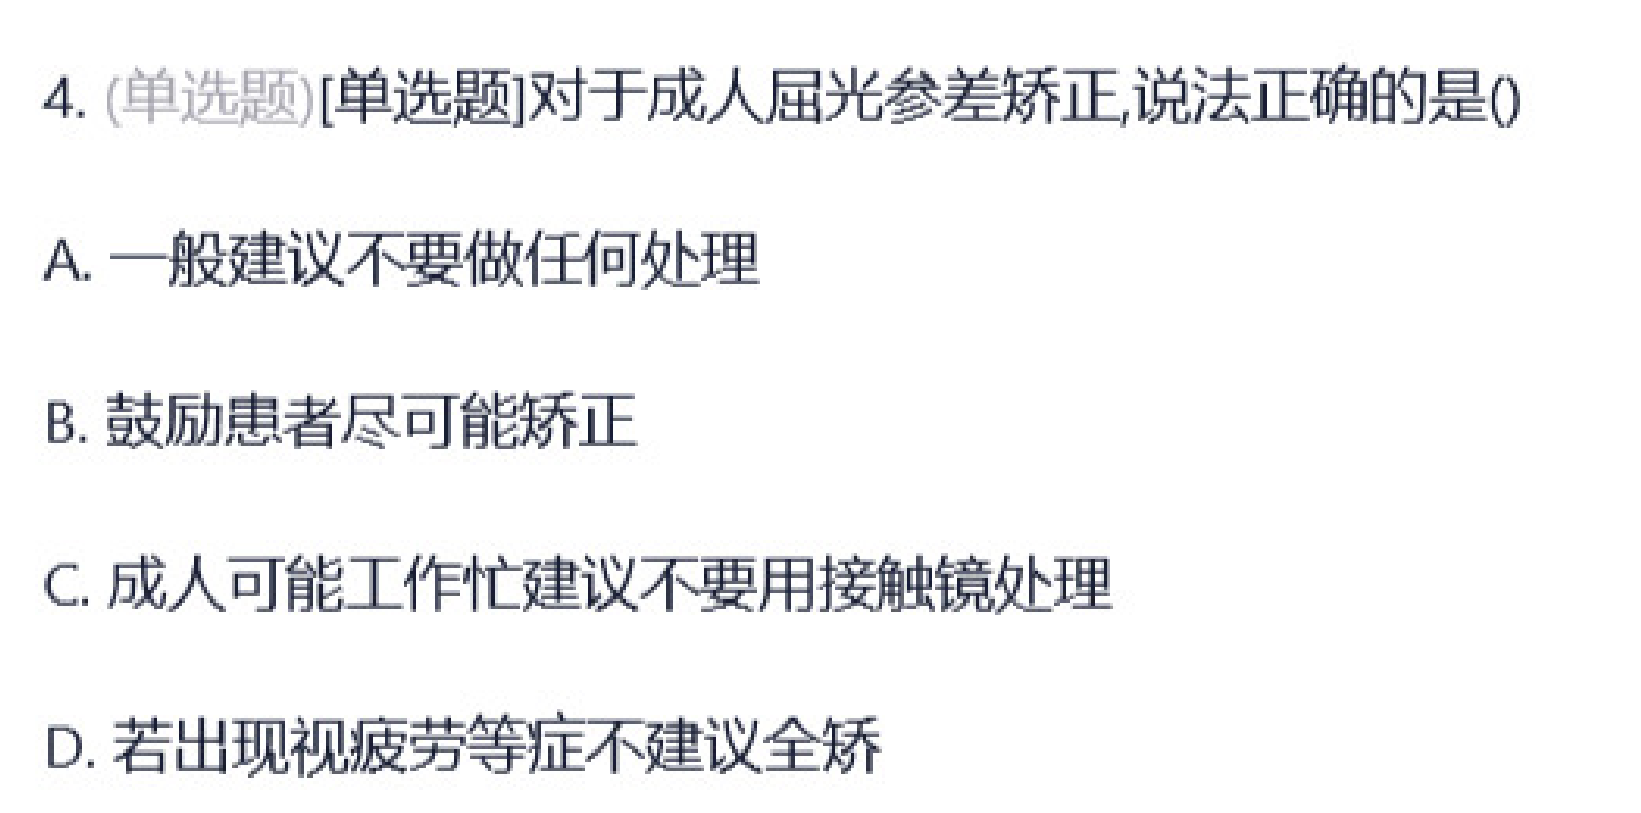 4. (单选题)[单选题]对于成人屈光参差矫正,说法正确的是()
A. 一般建议不要做任何处理
B. 鼓励患者尽可能矫正
C. 成人可能工作忙建议不要用接触镜处理
D. 若出现视疲劳等症不建议全矫